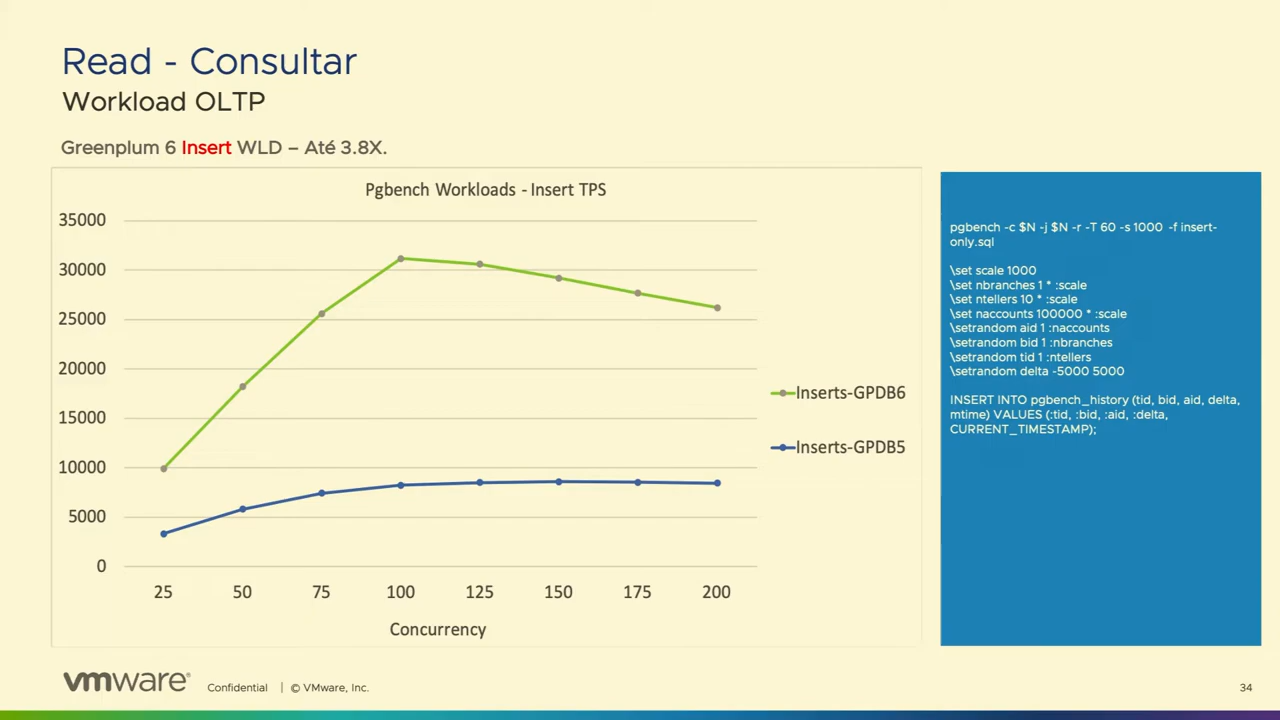 Read - Consultar
Workload OLTP
Greenplum 6 Insert WLD – Até 3.8X.
Pgbench Workloads - Insert TPS
35000
30000
25000
20000
15000
10000
5000
0
25 50 75 100 125 150 175 200
Concurrency
Inserts-GPDB6
Inserts-GPDB5
pgbench -c $N -j $N -r -T 60 -s 1000 -f insert-
only.sql
\set scale 1000
\set nbranches 1 * :scale
\set ntellers 10 * :scale
\set naccounts 100000 * :scale
\setrandom aid 1 :naccounts
\setrandom bid 1 :nbranches
\setrandom tid 1 :ntellers
\setrandom delta -5000 5000
INSERT INTO pgbench_history (tid, bid, aid, delta,
mtime) VALUES (:tid, :bid, :aid, :delta,
CURRENT_TIMESTAMP);
vmware® Confidential | © VMware, Inc. 34